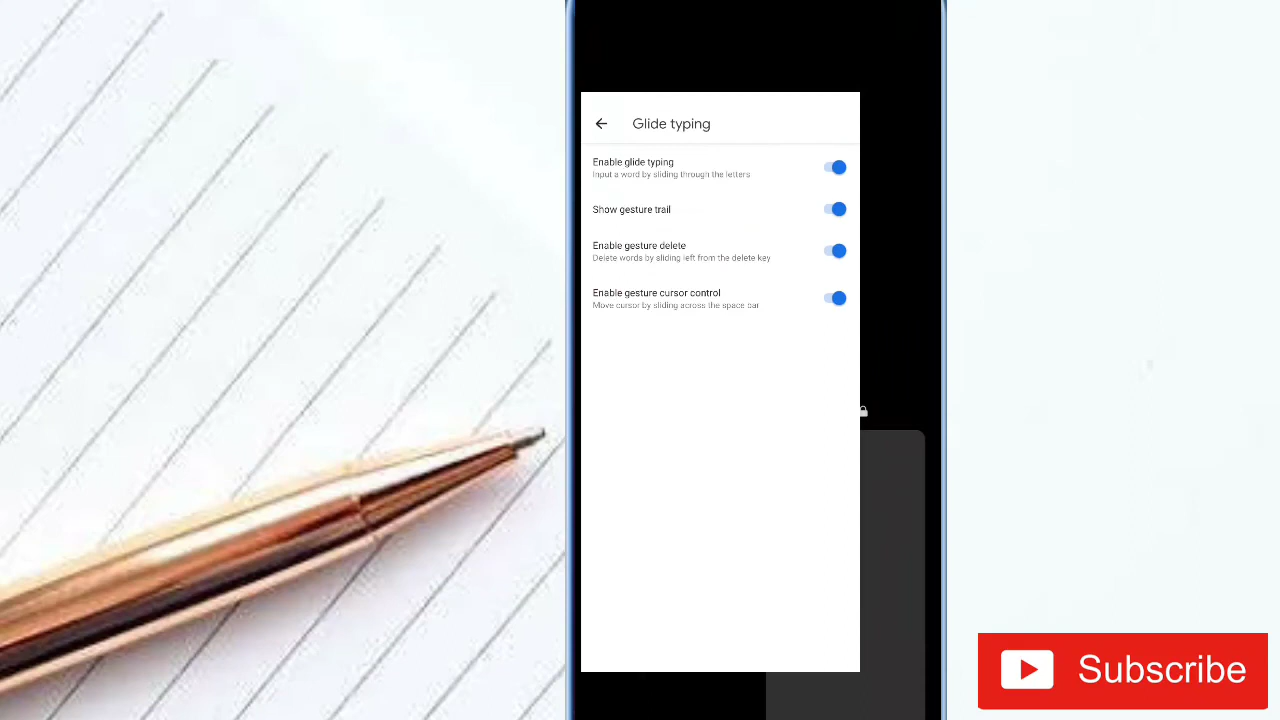 Glide typing
Enable glide typing
Input a word by sliding through the letters
Show gesture trail
Enable gesture delete
Delete words by sliding left from the delete key
Enable gesture cursor control
Move cursor by sliding across the space bar
Subscribe